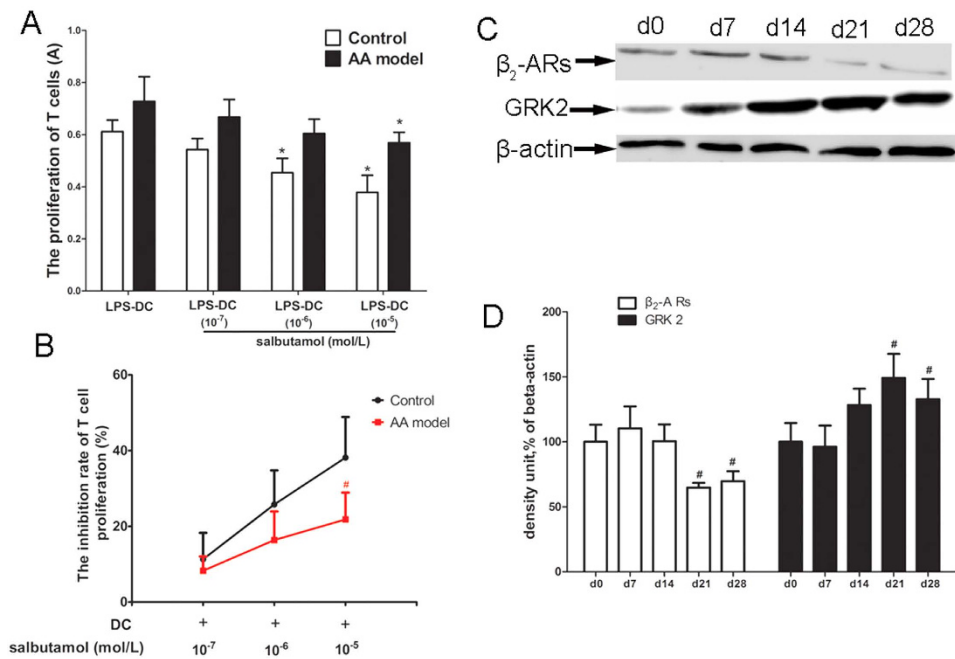 A
The proliferation of T cells (A)
1.0
0.8
0.6
0.4
0.2
0.0
Control
AA model
* * *
LPS-DC LPS-DC LPS-DC LPS-DC
(10⁻⁷) (10⁻⁶) (10⁻⁵)
salbutamol (mol/L)
B
The inhibition rate of T cell
proliferation (%)
60
40
20
0
Control
AA model
#
DC + + +
salbutamol (mol/L) 10⁻⁷ 10⁻⁶ 10⁻⁵
C
d0 d7 d14 d21 d28
β₂-ARs
GRK2
β-actin
D
density unit,% of beta-actin
200
150
100
50
0
β₂-A Rs
GRK 2
# # # #
d0 d7 d14 d21 d28 d0 d7 d14 d21 d28